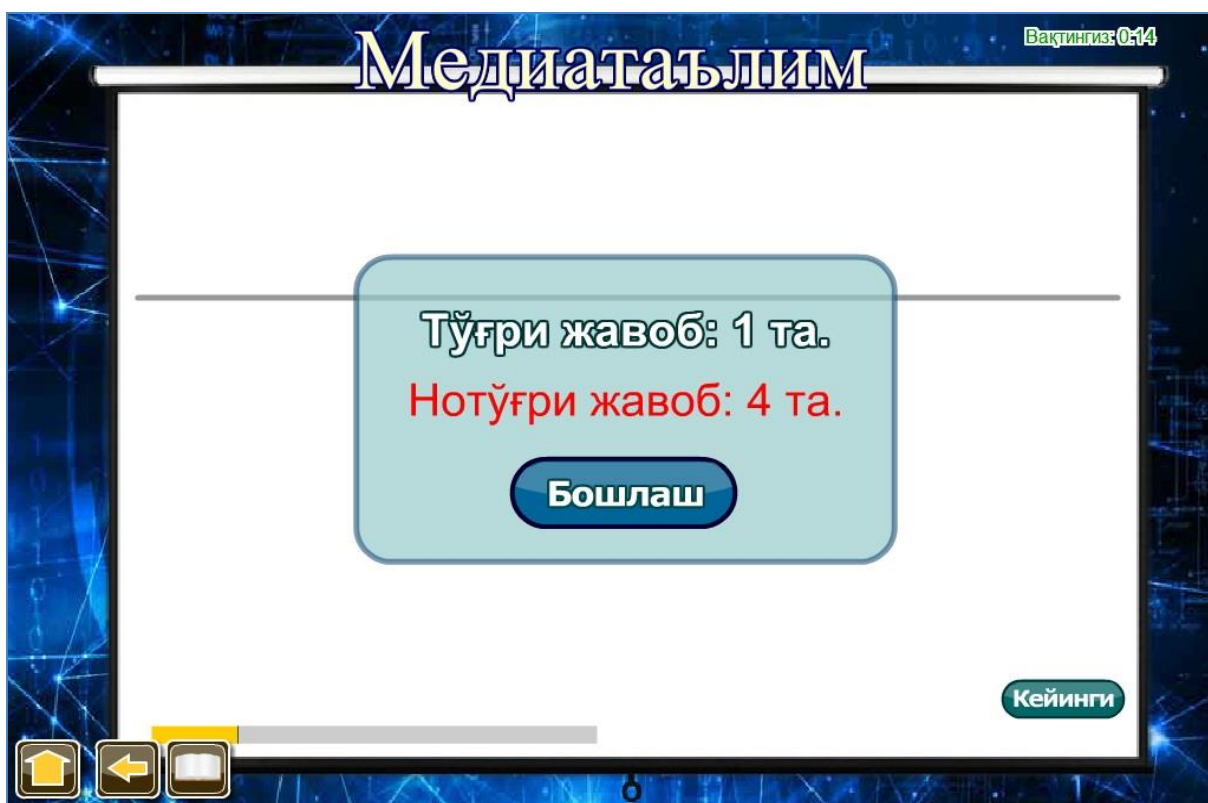 Медиатаълим
Вақтингиз: 0:14
Тўғри жавоб: 1 та.
Нотўғри жавоб: 4 та.
Бошлаш
Кейинги